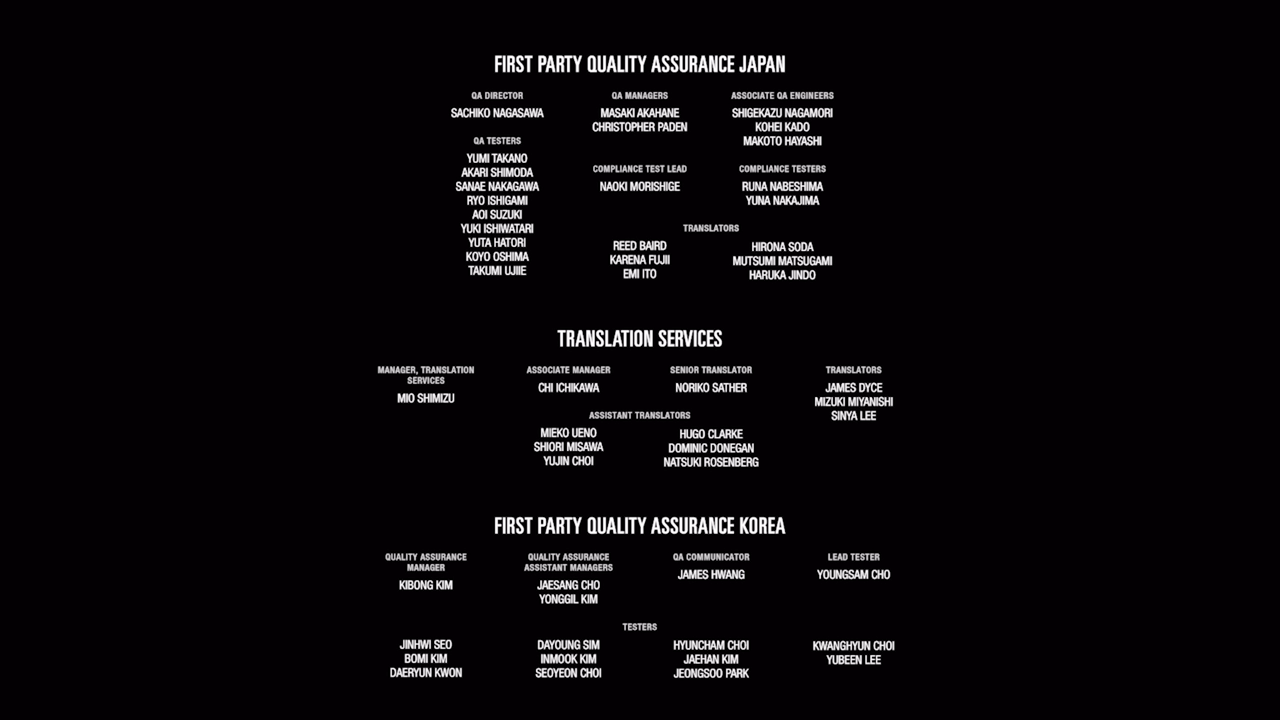 FIRST PARTY QUALITY ASSURANCE JAPAN
QA DIRECTOR
SACHIKO NAGASAWA
QA MANAGERS
MASAKI AKAHANE
CHRISTOPHER PADEN
ASSOCIATE QA ENGINEERS
SHIGEKAZU NAGAMORI
KOHEI KADO
MAKOTO HAYASHI
QA TESTERS
YUMI TAKANO
AKARI SHIMODA
SANAE NAKAGAWA
RYO ISHIGAMI
AOI SUZUKI
YUKI ISHIWATARI
YUTA HATORI
KOYO OSHIMA
TAKUMI UJIIE
COMPLIANCE TEST LEAD
NAOKI MORISHIGE
COMPLIANCE TESTERS
RUNA NABESHIMA
YUNA NAKAJIMA
TRANSLATORS
REED BAIRD
KARENA FUJII
EMI ITO
HIRONA SODA
MUTSUMI MATSUGAMI
HARUKA JINDO
TRANSLATION SERVICES
MANAGER, TRANSLATION
SERVICES
MIO SHIMIZU
ASSOCIATE MANAGER
CHI ICHIKAWA
SENIOR TRANSLATOR
NORIKO SATHER
TRANSLATORS
JAMES DYCE
MIZUKI MIYANISHI
SINYA LEE
ASSISTANT TRANSLATORS
MIEKO UENO
SHIORI MISAWA
YUJIN CHOI
HUGO CLARKE
DOMINIC DONEGAN
NATSUKI ROSENBERG
FIRST PARTY QUALITY ASSURANCE KOREA
QUALITY ASSURANCE
MANAGER
KIBONG KIM
QUALITY ASSURANCE
ASSISTANT MANAGERS
JAESANG CHO
YONGGIL KIM
QA COMMUNICATOR
JAMES HWANG
LEAD TESTER
YOUNGSAM CHO
TESTERS
JINHWI SEO
BOMI KIM
DAERYUN KWON
DAYOUNG SIM
INMOOK KIM
SEOYEON CHOI
HYUNCHAM CHOI
JAEHAN KIM
JEONGSOO PARK
KWANGHYUN CHOI
YUBEEN LEE